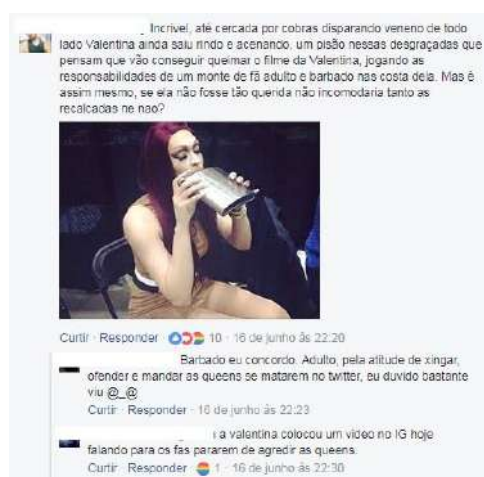 Incrivel, até cercada por cobras disparando veneno de todo
lado Valentina ainda saiu rindo e acenando, um pisão nessas desgraçadas que
pensam que vão conseguir queimar o filme da Valentina, jogando as
responsabilidades de um monte de fã adulto e barbado nas costa dela. Mas é
assim mesmo, se ela não fosse tão querida não incomodaria tanto as
recalcadas ne nao?
Curtir · Responder · 10 · 16 de junho às 22:20
Barbado eu concordo. Adulto, pela atitude de xingar,
ofender e mandar as queens se matarem no twitter, eu duvido bastante
viu @_@
Curtir · Responder · 16 de junho às 22:23
a valentina colocou um video no IG hoje
falando para os fas pararem de agredir as queens.
Curtir · Responder · 1 · 16 de junho às 22:30